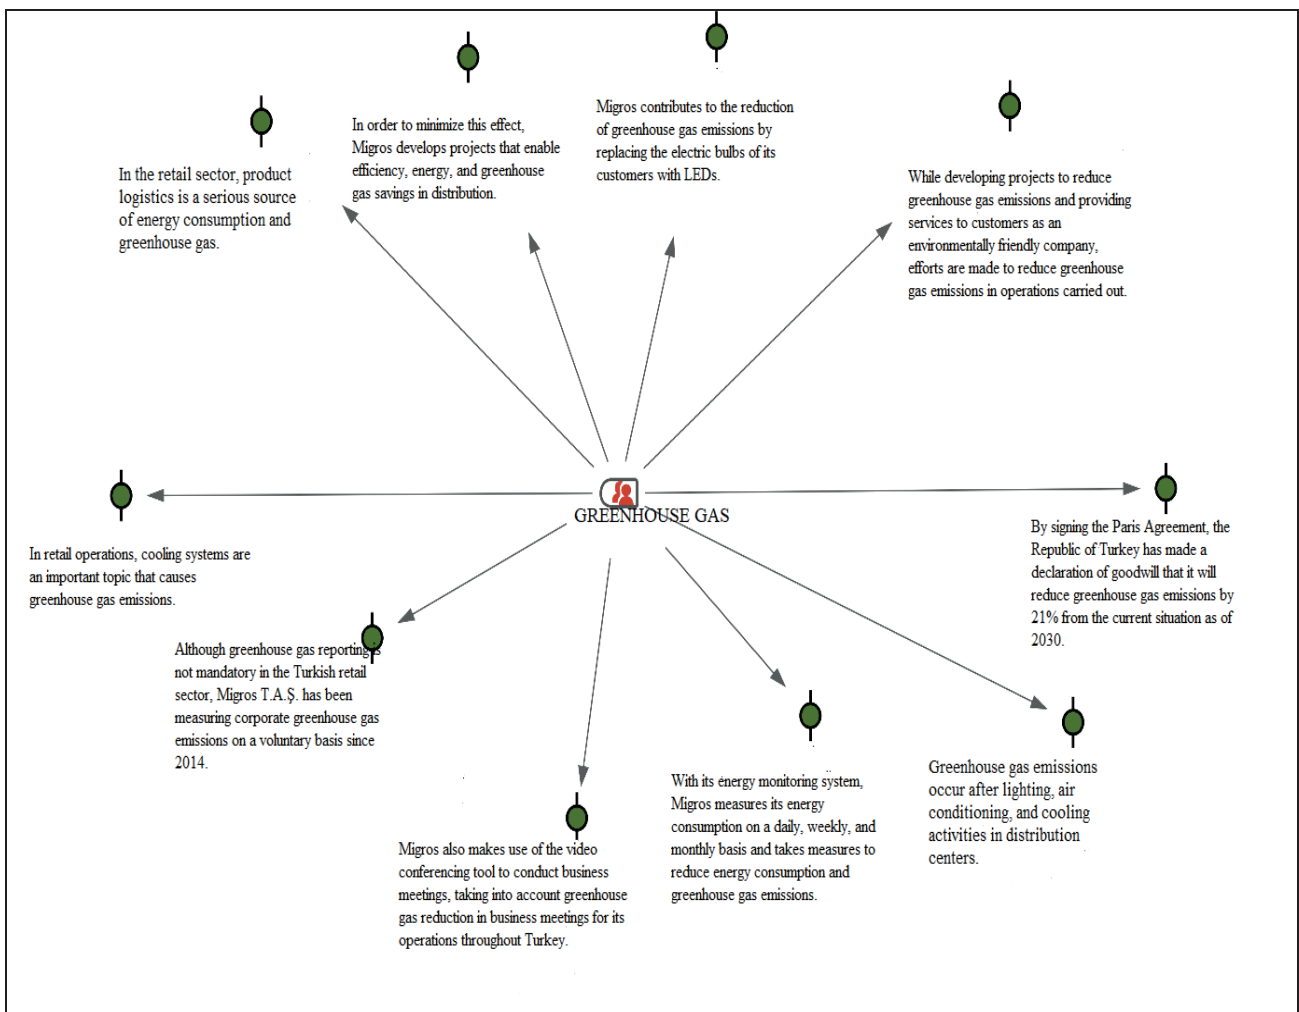 In the retail sector, product
logistics is a serious source
of energy consumption and
greenhouse gas.
In order to minimize this effect,
Migros develops projects that enable
efficiency, energy, and greenhouse
gas savings in distribution.
Migros contributes to the reduction
of greenhouse gas emissions by
replacing the electric bulbs of its
customers with LEDs.
While developing projects to reduce
greenhouse gas emissions and providing
services to customers as an
environmentally friendly company,
efforts are made to reduce greenhouse
gas emissions in operations carried out.
GREENHOUSE GAS
In retail operations, cooling systems are
an important topic that causes
greenhouse gas emissions.
By signing the Paris Agreement, the
Republic of Turkey has made a
declaration of goodwill that it will
reduce greenhouse gas emissions by
21% from the current situation as of
2030.
Although greenhouse gas reporting is
not mandatory in the Turkish retail
sector, Migros T.A.Ş. has been
measuring corporate greenhouse gas
emissions on a voluntary basis since
2014.
Migros also makes use of the video
conferencing tool to conduct business
meetings, taking into account greenhouse
gas reduction in business meetings for its
operations throughout Turkey.
With its energy monitoring system,
Migros measures its energy
consumption on a daily, weekly, and
monthly basis and takes measures to
reduce energy consumption and
greenhouse gas emissions.
Greenhouse gas emissions
occur after lighting, air
conditioning, and cooling
activities in distribution
centers.